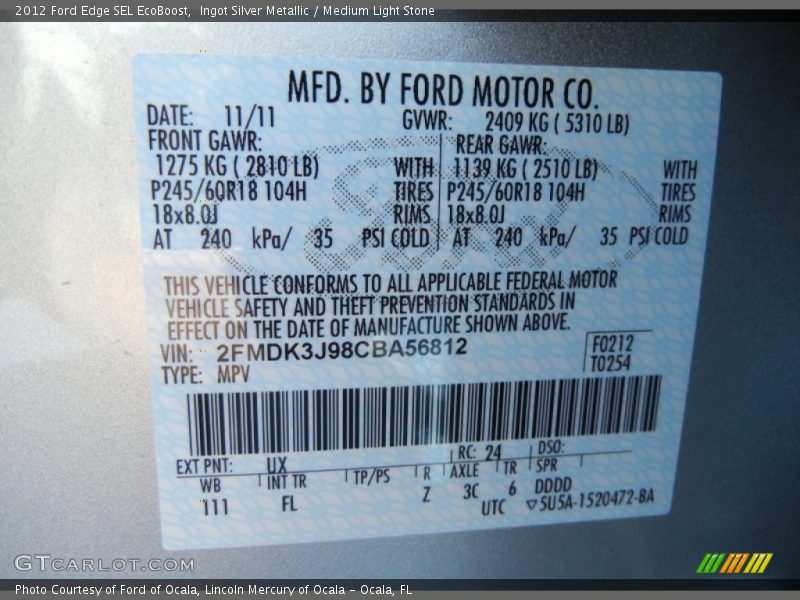 2012 Ford Edge SEL EcoBoost, Ingot Silver Metallic / Medium Light Stone
MFD. BY FORD MOTOR CO.
DATE: 11/11 GVWR: 2409 KG ( 5310 LB)
FRONT GAWR: REAR GAWR:
1275 KG ( 2810 LB) WITH 1139 KG ( 2510 LB) WITH
P245/60R18 104H TIRES P245/60R18 104H TIRES
18x8.0J RIMS 18x8.0J RIMS
AT 240 kPa/ 35 PSI COLD AT 240 kPa/ 35 PSI COLD
THIS VEHICLE CONFORMS TO ALL APPLICABLE FEDERAL MOTOR
VEHICLE SAFETY AND THEFT PREVENTION STANDARDS IN
EFFECT ON THE DATE OF MANUFACTURE SHOWN ABOVE.
VIN: 2FMDK3J98CBA56812 F0212
TYPE: MPV T0254
EXT PNT: UX RC: 24 DSO:
WB INT TR TP/PS R AXLE TR SPR
111 FL Z 3C 6 DDDD
UTC ▽5U5A-1520472-BA
GTCARLOT.COM
Photo Courtesy of Ford of Ocala, Lincoln Mercury of Ocala – Ocala, FL